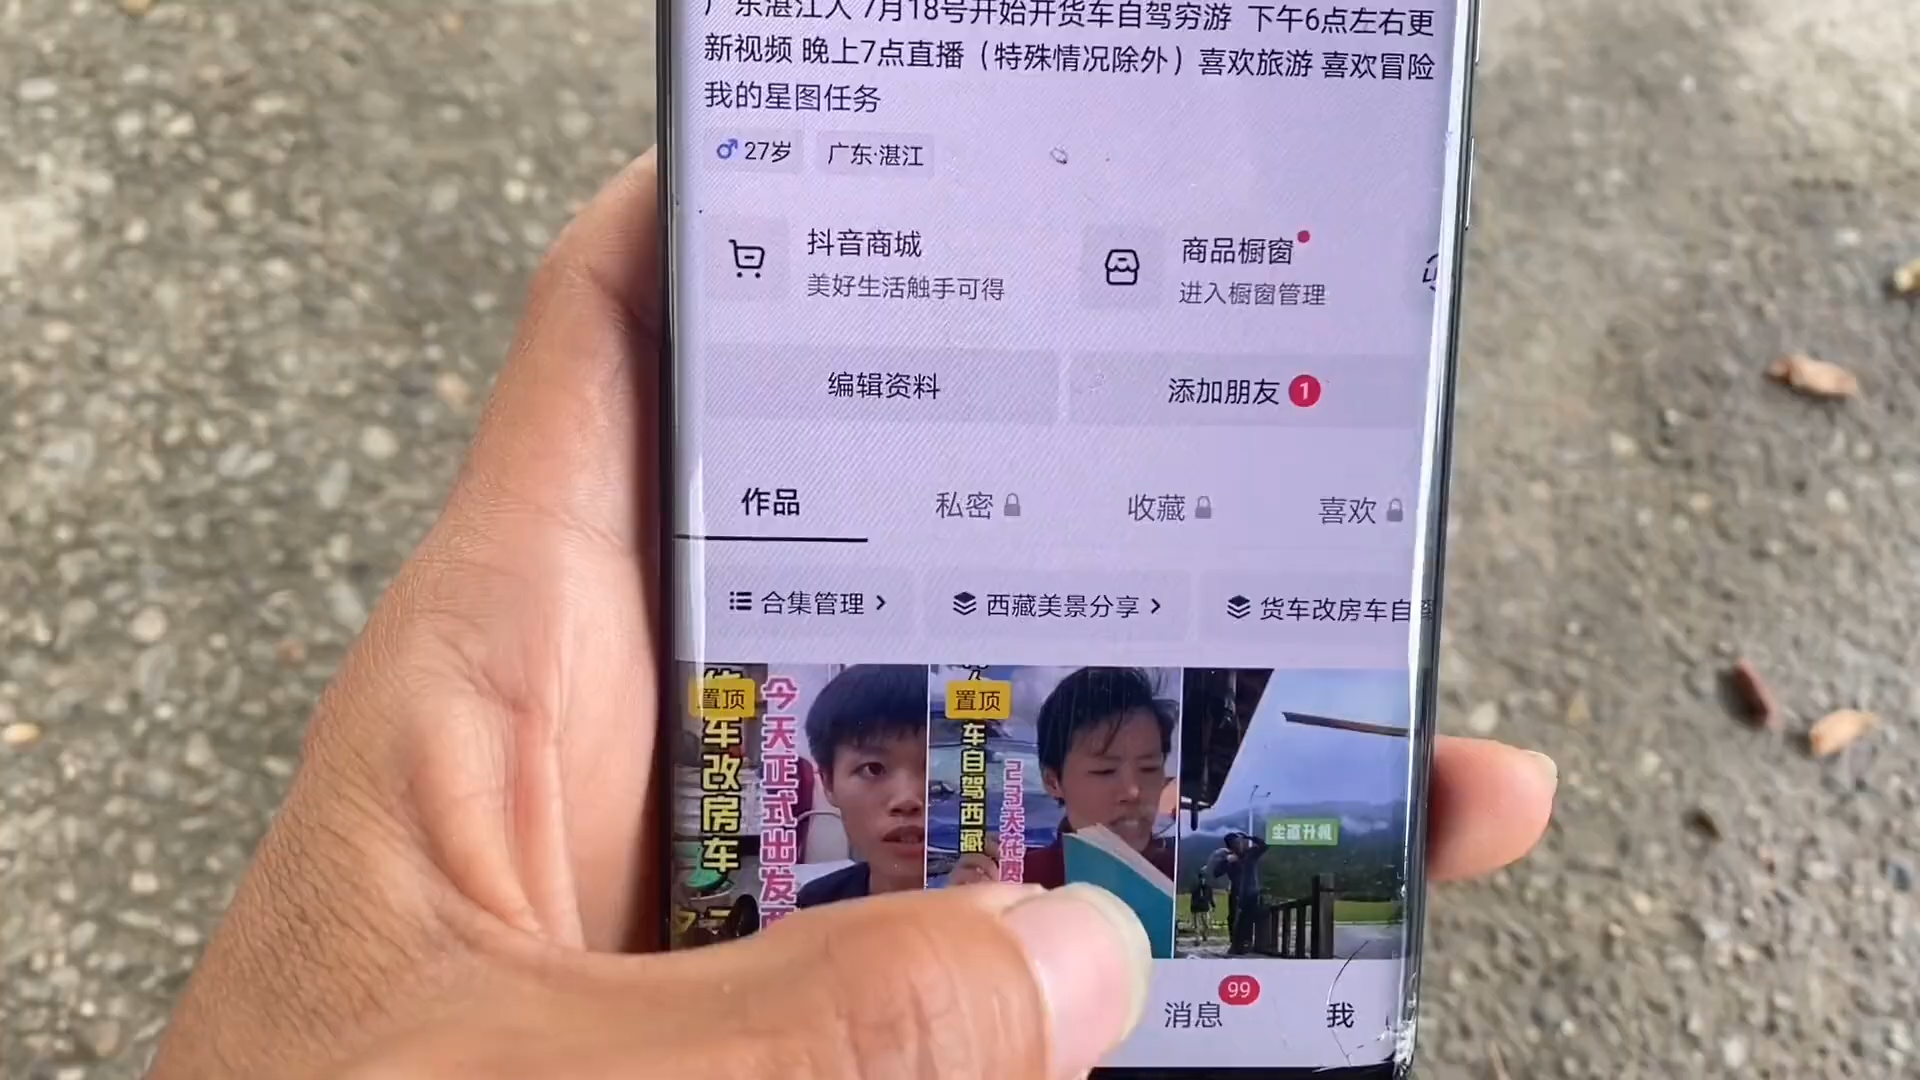 广东湛江人 7月18号开始开货车自驾穷游 下午6点左右更
新视频 晚上7点直播（特殊情况除外）喜欢旅游 喜欢冒险
我的星图任务
♂27岁 广东·湛江
抖音商城
美好生活触手可得
商品橱窗
进入橱窗管理
编辑资料
添加朋友 1
作品
私密
收藏
喜欢
合集管理 >
西藏美景分享 >
货车改房车自
置顶
车改房车
今天正式出发
置顶
车自驾西藏
23天花费
坐直升机
消息 99
我